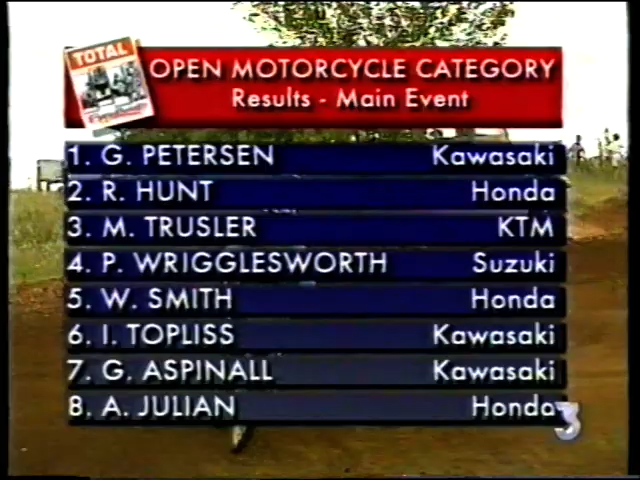 TOTAL
OPEN MOTORCYCLE CATEGORY
Results - Main Event
1. G. PETERSEN Kawasaki
2. R. HUNT Honda
3. M. TRUSLER KTM
4. P. WRIGGLESWORTH Suzuki
5. W. SMITH Honda
6. I. TOPLISS Kawasaki
7. G. ASPINALL Kawasaki
8. A. JULIAN Honda
3